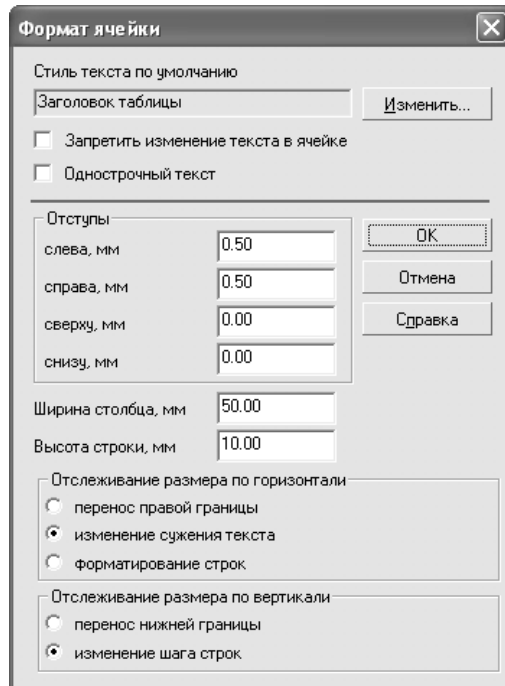 Формат ячейки
Стиль текста по умолчанию
Заголовок таблицы
Изменить...
Запретить изменение текста в ячейке
Однострочный текст
Отступы
слева, мм 0.50
справа, мм 0.50
сверху, мм 0.00
снизу, мм 0.00
OK
Отмена
Справка
Ширина столбца, мм 50.00
Высота строки, мм 10.00
Отслеживание размера по горизонтали
перенос правой границы
изменение сужения текста
форматирование строк
Отслеживание размера по вертикали
перенос нижней границы
изменение шага строк